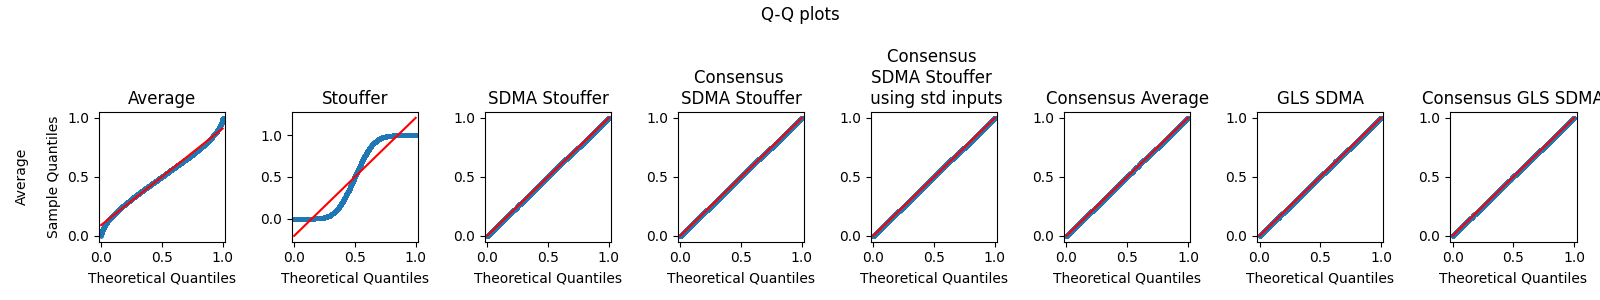 Q-Q plots
Average
Stouffer
SDMA Stouffer
Consensus
SDMA Stouffer
Consensus
SDMA Stouffer
using std inputs
Consensus Average
GLS SDMA
Consensus GLS SDMA
Average
Sample Quantiles
1.0
0.5
0.0
0.0 0.5 1.0
Theoretical Quantiles
1.0
0.5
0.0
0.0 0.5 1.0
Theoretical Quantiles
1.0
0.5
0.0
0.0 0.5 1.0
Theoretical Quantiles
1.0
0.5
0.0
0.0 0.5 1.0
Theoretical Quantiles
1.0
0.5
0.0
0.0 0.5 1.0
Theoretical Quantiles
1.0
0.5
0.0
0.0 0.5 1.0
Theoretical Quantiles
1.0
0.5
0.0
0.0 0.5 1.0
Theoretical Quantiles
1.0
0.5
0.0
0.0 0.5 1.0
Theoretical Quantiles